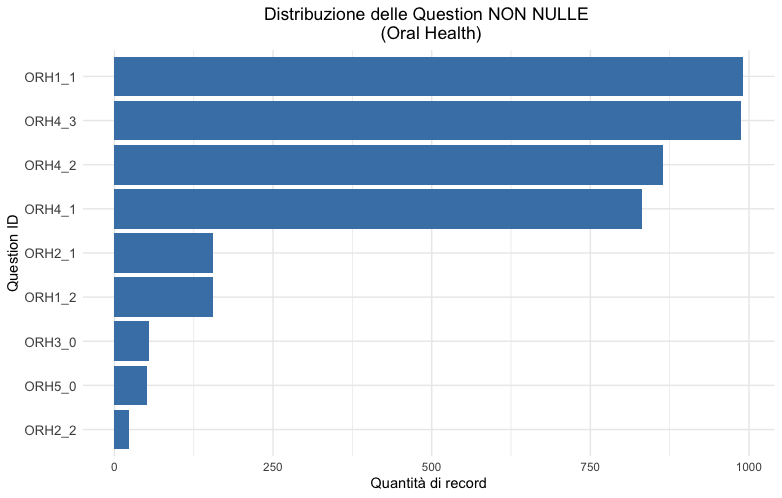 Distribuzione delle Question NON NULLE
(Oral Health)
Question ID
ORH1_1
ORH4_3
ORH4_2
ORH4_1
ORH2_1
ORH1_2
ORH3_0
ORH5_0
ORH2_2
0 250 500 750 1000
Quantità di record